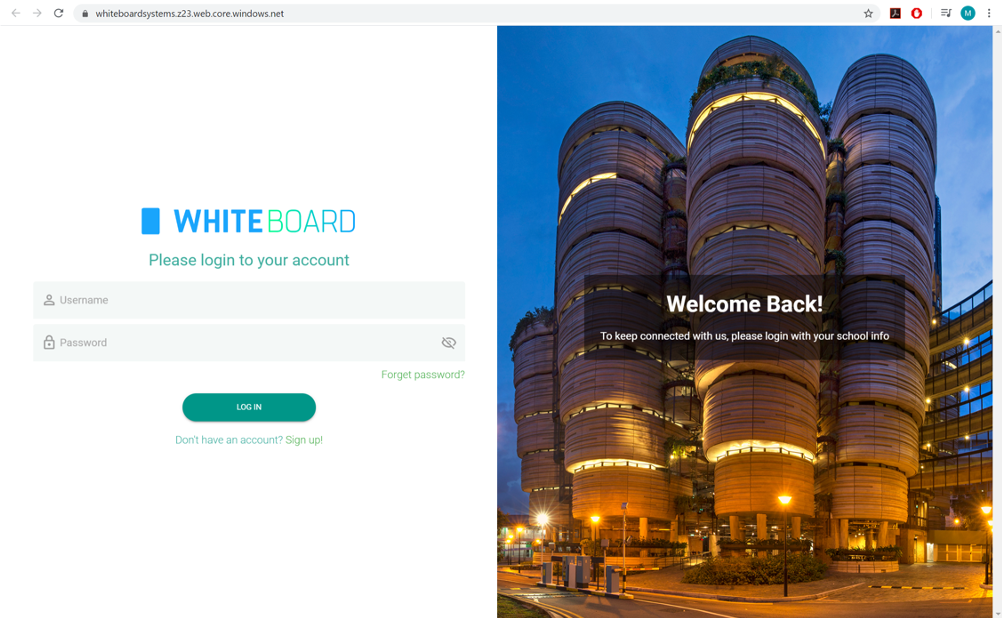 whiteboardsystems.z23.web.core.windows.net
M
WHITEBOARD
Please login to your account
Username
Password
Forget password?
LOG IN
Don't have an account? Sign up!
Welcome Back!
To keep connected with us, please login with your school info